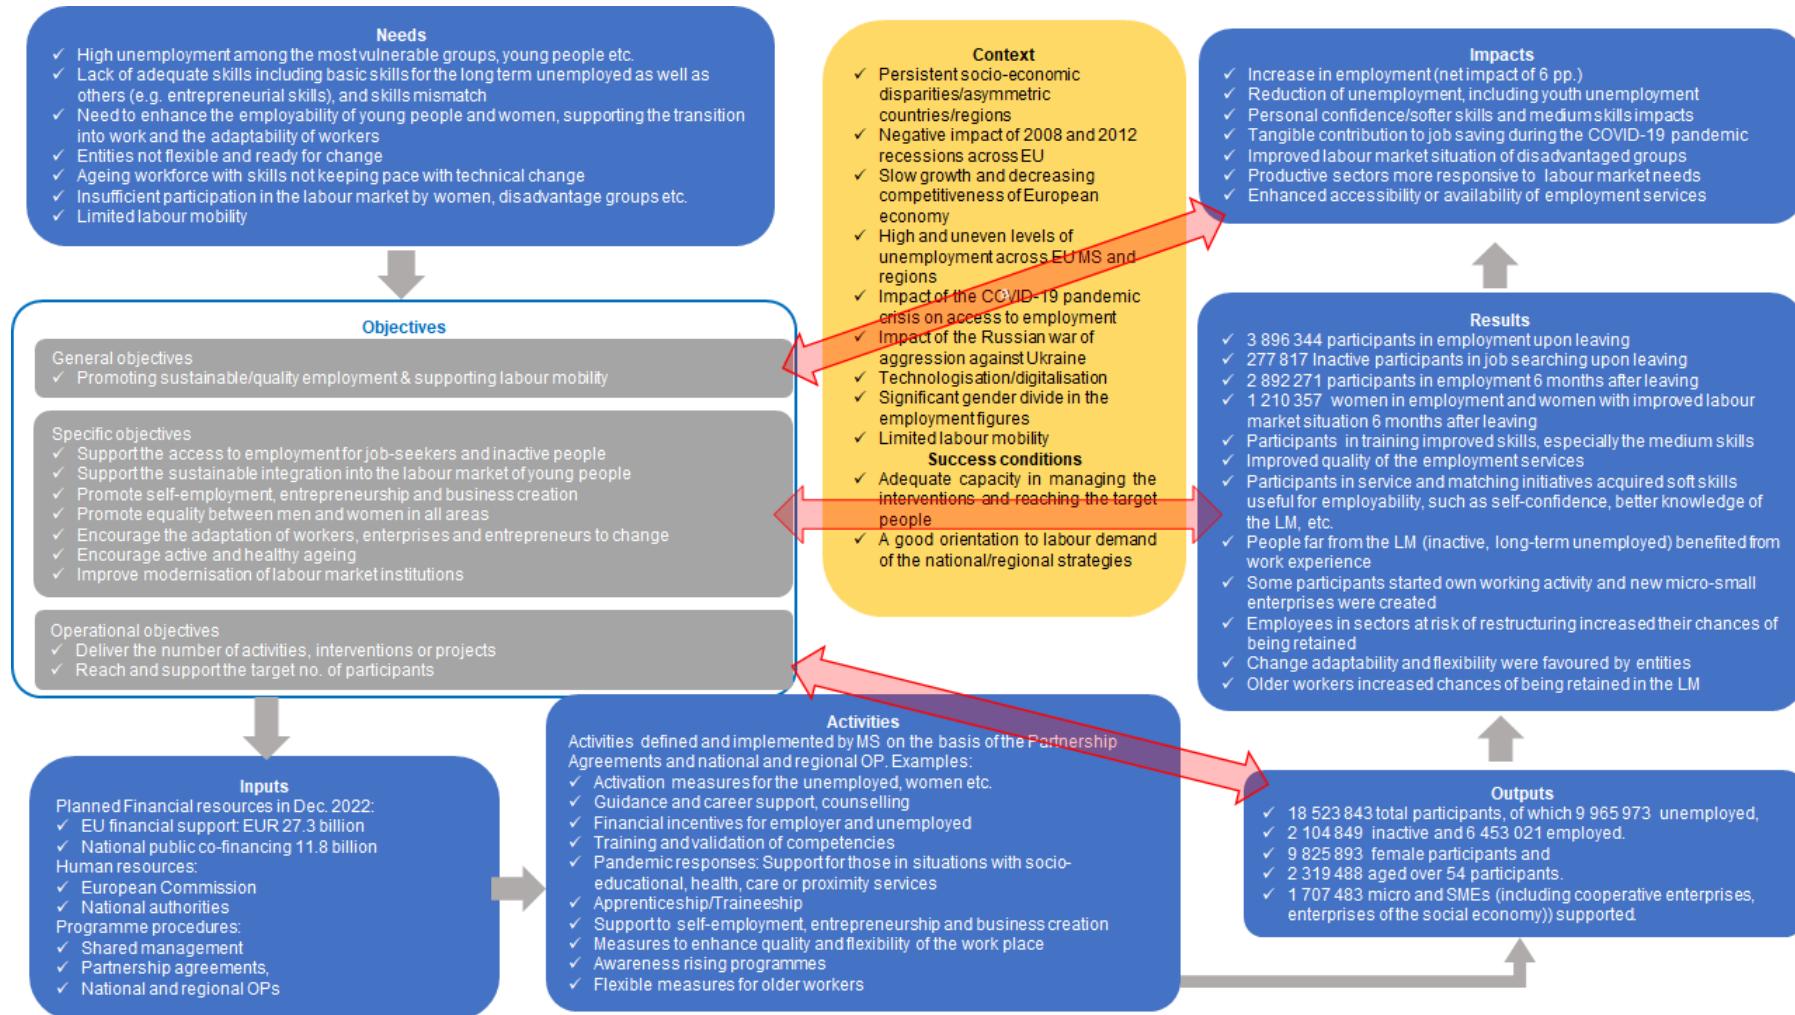 Needs
✓ High unemployment among the most vulnerable groups, young people etc.
✓ Lack of adequate skills including basic skills for the long term unemployed as well as
others (e.g. entrepreneurial skills), and skills mismatch
✓ Need to enhance the employability of young people and women, supporting the transition
into work and the adaptability of workers
✓ Entities not flexible and ready for change
✓ Ageing workforce with skills not keeping pace with technical change
✓ Insufficient participation in the labour market by women, disadvantage groups etc.
✓ Limited labour mobility
Objectives
General objectives
✓ Promoting sustainable/quality employment & supporting labour mobility
Specific objectives
✓ Support the access to employment for job-seekers and inactive people
✓ Support the sustainable integration into the labour market of young people
✓ Promote self-employment, entrepreneurship and business creation
✓ Promote equality between men and women in all areas
✓ Encourage the adaptation of workers, enterprises and entrepreneurs to change
✓ Encourage active and healthy ageing
✓ Improve modernisation of labour market institutions
Operational objectives
✓ Deliver the number of activities, interventions or projects
✓ Reach and support the target no. of participants
Inputs
Planned Financial resources in Dec. 2022:
✓ EU financial support: EUR 27.3 billion
✓ National public co-financing 11.8 billion
Human resources:
✓ European Commission
✓ National authorities
Programme procedures:
✓ Shared management
✓ Partnership agreements,
✓ National and regional OPs
Activities
Activities defined and implemented by MS on the basis of the Partnership
Agreements and national and regional OP. Examples:
✓ Activation measures for the unemployed, women etc.
✓ Guidance and career support, counselling
✓ Financial incentives for employer and unemployed
✓ Training and validation of competencies
✓ Pandemic responses: Support for those in situations with socio-
educational, health, care or proximity services
✓ Apprenticeship/Traineeship
✓ Support to self-employment, entrepreneurship and business creation
✓ Measures to enhance quality and flexibility of the work place
✓ Awareness rising programmes
✓ Flexible measures for older workers
Context
✓ Persistent socio-economic
disparities/asymmetric
countries/regions
✓ Negative impact of 2008 and 2012
recessions across EU
✓ Slow growth and decreasing
competitiveness of European
economy
✓ High and uneven levels of
unemployment across EU MS and
regions
✓ Impact of the COVID-19 pandemic
crisis on access to employment
✓ Impact of the Russian war of
aggression against Ukraine
✓ Technologisation/digitalisation
✓ Significant gender divide in the
employment figures
✓ Limited labour mobility
Success conditions
✓ Adequate capacity in managing the
interventions and reaching the target
people
✓ A good orientation to labour demand
of the national/regional strategies
Impacts
✓ Increase in employment (net impact of 6 pp.)
✓ Reduction of unemployment, including youth unemployment
✓ Personal confidence/softer skills and medium skills impacts
✓ Tangible contribution to job saving during the COVID-19 pandemic
✓ Improved labour market situation of disadvantaged groups
✓ Productive sectors more responsive to labour market needs
✓ Enhanced accessibility or availability of employment services
Results
✓ 3 896 344 participants in employment upon leaving
✓ 277 817 Inactive participants in job searching upon leaving
✓ 2 892 271 participants in employment 6 months after leaving
✓ 1 210 357 women in employment and women with improved labour
market situation 6 months after leaving
✓ Participants in training improved skills, especially the medium skills
✓ Improved quality of the employment services
✓ Participants in service and matching initiatives acquired soft skills
useful for employability, such as self-confidence, better knowledge of
the LM, etc.
✓ People far from the LM (inactive, long-term unemployed) benefited from
work experience
✓ Some participants started own working activity and new micro-small
enterprises were created
✓ Employees in sectors at risk of restructuring increased their chances of
being retained
✓ Change adaptability and flexibility were favoured by entities
✓ Older workers increased chances of being retained in the LM
Outputs
✓ 18 523 843 total participants, of which 9 965 973 unemployed,
✓ 2 104 849 inactive and 6 453 021 employed.
✓ 9 825 893 female participants and
✓ 2 319 488 aged over 54 participants.
✓ 1 707 483 micro and SMEs (including cooperative enterprises,
enterprises of the social economy)) supported.